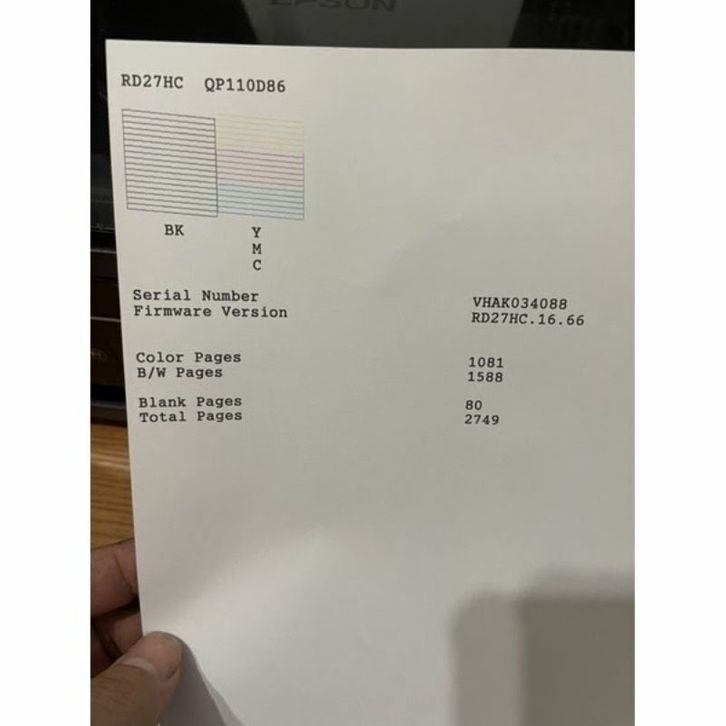 EPSON
RD27HC QP110D86
BK
Y
M
C
Serial Number VHAK034088
Firmware Version RD27HC.16.66
Color Pages 1081
B/W Pages 1588
Blank Pages 80
Total Pages 2749